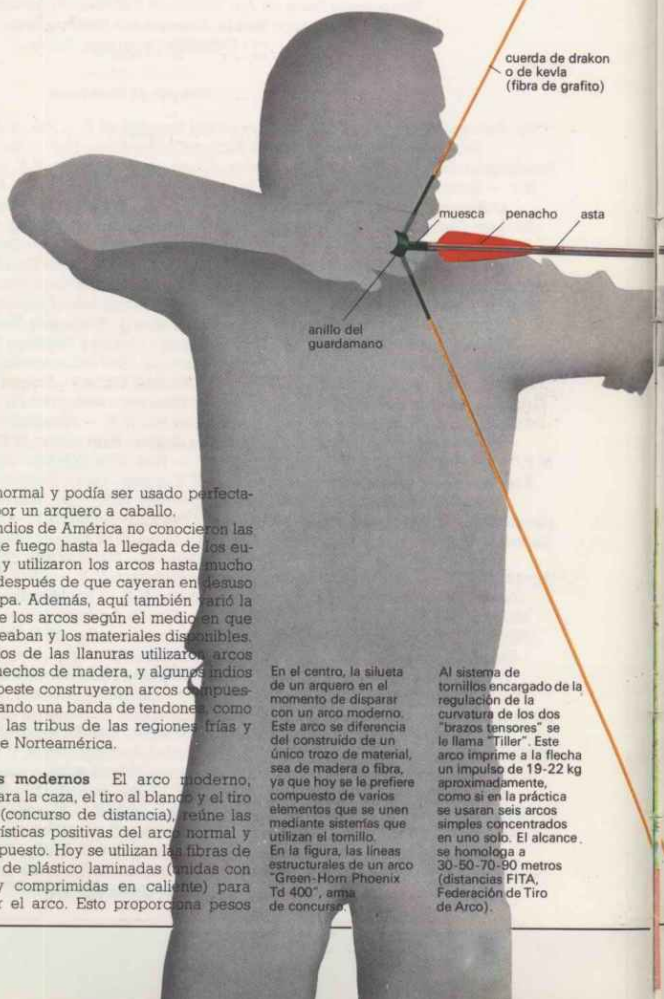 cuerda de drakon
o de kevla
(fibra de grafito)
muesca
penacho
asta
anillo del
guardamano
normal y podía ser usado perfecta-
por un arquero a caballo.
ndios de América no conocieron las
e fuego hasta la llegada de los eu-
y utilizaron los arcos hasta mucho
después de que cayeran en desuso
pa. Además, aquí también varió la
e los arcos según el medio en que
eaban y los materiales disponibles.
os de las llanuras utilizaron arcos
hechos de madera, y algunos indios
oeste construyeron arcos compues-
ando una banda de tendones, como
las tribus de las regiones frías y
e Norteamérica.
s modernos El arco moderno,
ara la caza, el tiro al blanco y el tiro
(concurso de distancia), reúne las
rísticas positivas del arco normal y
puesto. Hoy se utilizan las fibras de
de plástico laminadas (unidas con
y comprimidas en caliente) para
r el arco. Esto proporciona pesos
En el centro, la silueta
de un arquero en el
momento de disparar
con un arco moderno.
Este arco se diferencia
del construido de un
único trozo de material,
sea de madera o fibra,
ya que hoy se le prefiere
compuesto de varios
elementos que se unen
mediante sistemas que
utilizan el tornillo.
En la figura, las líneas
estructurales de un arco
"Green-Horn Phoenix
Td 400", arma
de concurso.
Al sistema de
tornillos encargado de la
regulación de la
curvatura de los dos
"brazos tensores" se
le llama "Tiller". Este
arco imprime a la flecha
un impulso de 19-22 kg
aproximadamente,
como si en la práctica
se usaran seis arcos
simples concentrados
en uno solo. El alcance
se homologa a
30-50-70-90 metros
(distancias FITA,
Federación de Tiro
de Arco).